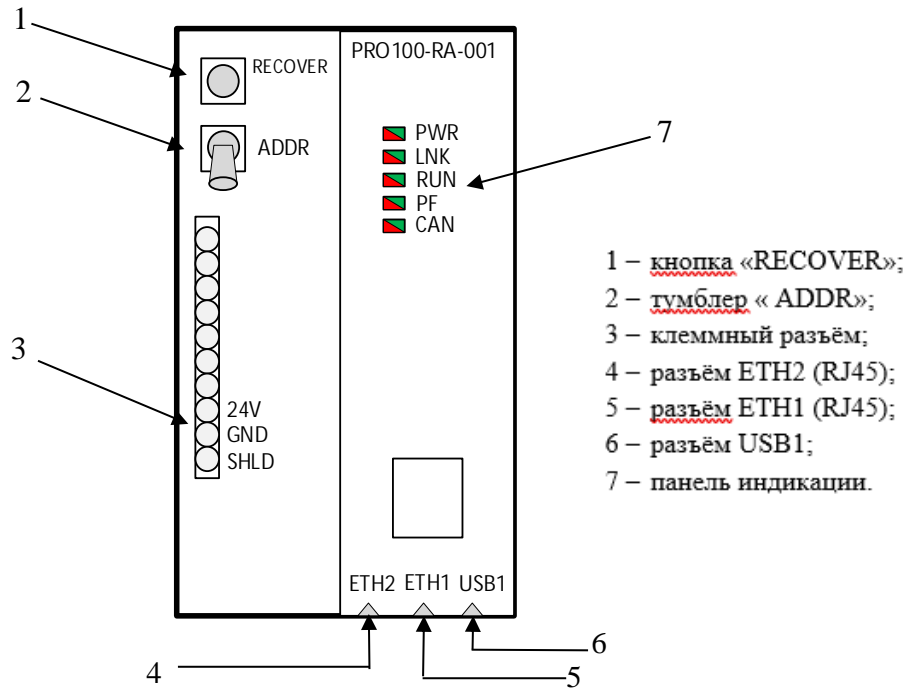 1
RECOVER
PRO100-RA-001
2
ADDR
PWR
LNK
RUN
PF
CAN
7
3
24V
GND
SHLD
1 – кнопка «RECOVER»;
2 – тумблер « ADDR»;
3 – клеммный разъём;
4 – разъём ETH2 (RJ45);
5 – разъём ETH1 (RJ45);
6 – разъём USB1;
7 – панель индикации.
ETH2 ETH1 USB1
4
5
6